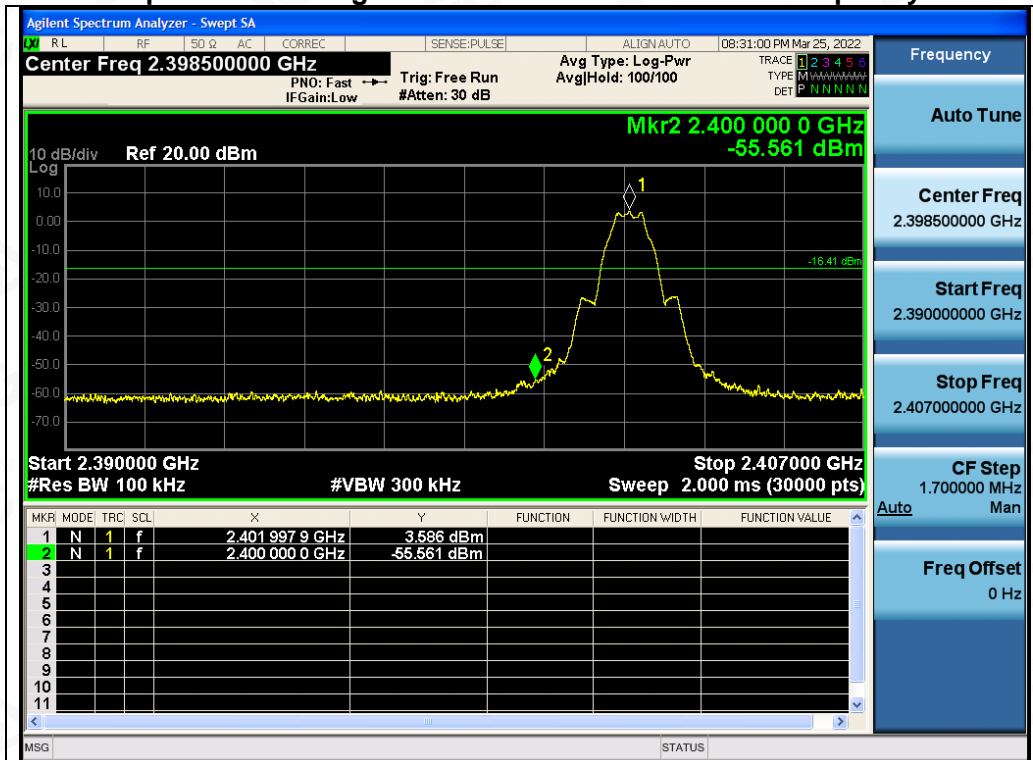 Agilent Spectrum Analyzer - Swept SA
LXI RL RF 50 Ω AC CORREC SENSE:PULSE ALIGNAUTO 08:31:00 PM Mar 25, 2022
Center Freq 2.398500000 GHz
PNO: Fast
IFGain:Low
Trig: Free Run
#Atten: 30 dB
Avg Type: Log-Pwr
Avg|Hold: 100/100
TRACE 1 2 3 4 5 6
TYPE M
DET P N N N N N
Frequency
Mkr2 2.400 000 0 GHz
-55.561 dBm
10 dB/div Ref 20.00 dBm
Log
10.0
0.00
-10.0
-20.0
-30.0
-40.0
-50.0
-60.0
-70.0
1
2
-16.41 dBm
Start 2.390000 GHz Stop 2.407000 GHz
#Res BW 100 kHz #VBW 300 kHz Sweep 2.000 ms (30000 pts)
MKR MODE TRC SCL X Y FUNCTION FUNCTION WIDTH FUNCTION VALUE
1 N 1 f 2.401 997 9 GHz 3.586 dBm
2 N 1 f 2.400 000 0 GHz -55.561 dBm
3
4
5
6
7
8
9
10
11
MSG STATUS
Auto Tune
Center Freq
2.398500000 GHz
Start Freq
2.390000000 GHz
Stop Freq
2.407000000 GHz
CF Step
1.700000 MHz
Auto Man
Freq Offset
0 Hz